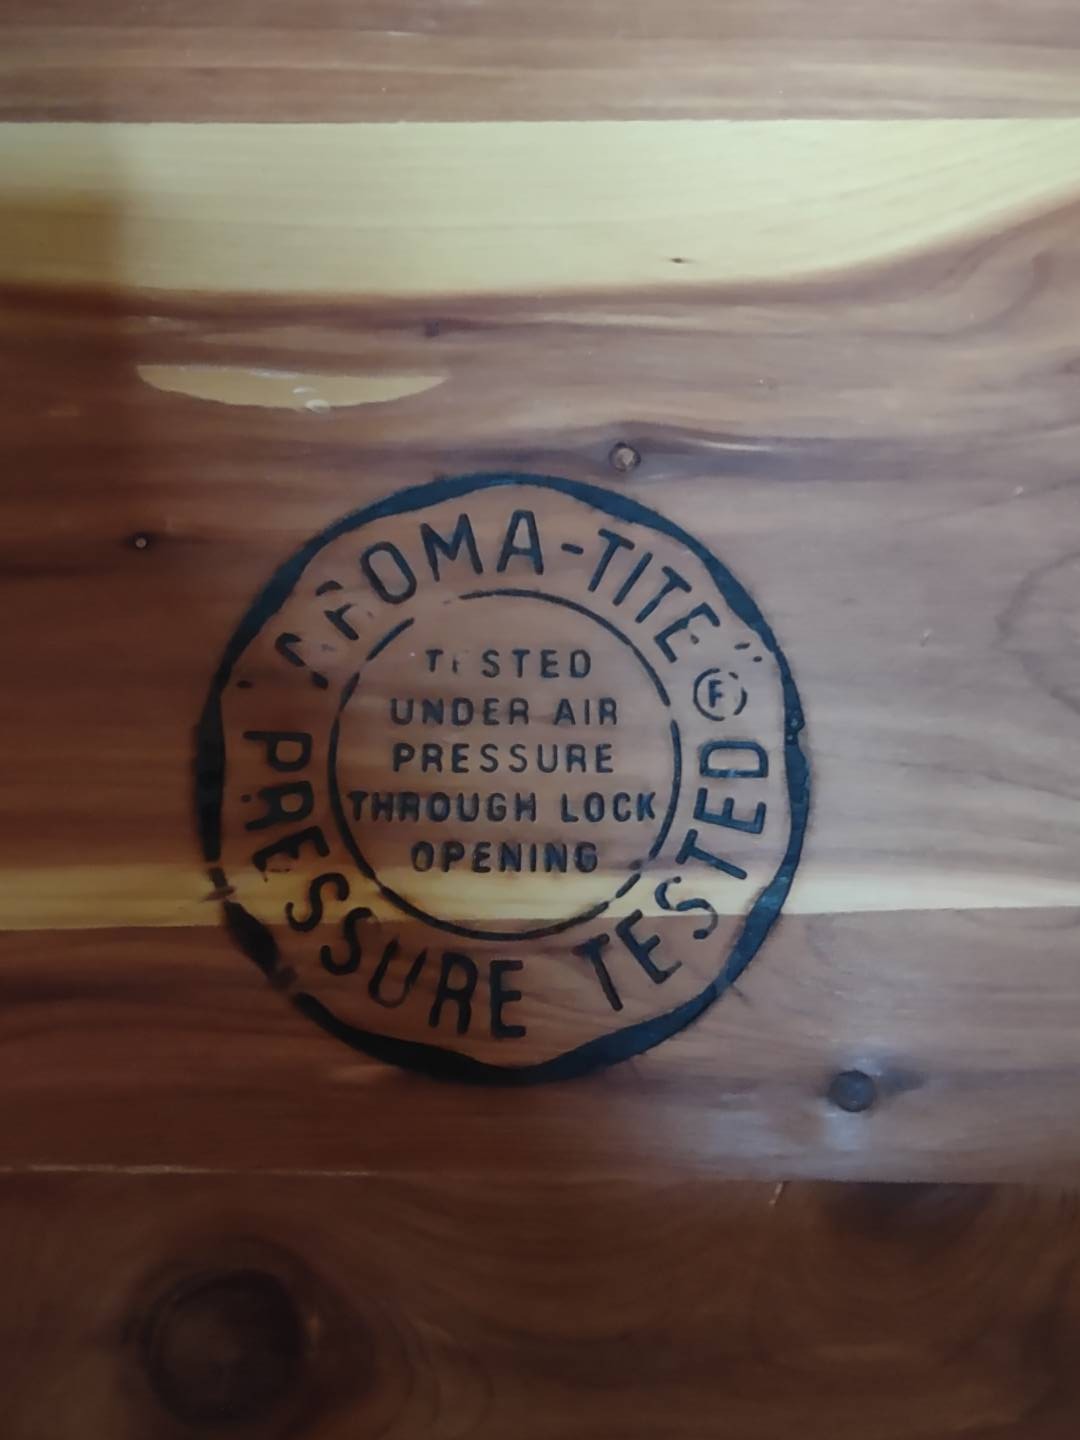 AROMA-TITE ®
TESTED
UNDER AIR
PRESSURE
THROUGH LOCK
OPENING
PRESSURE TESTED